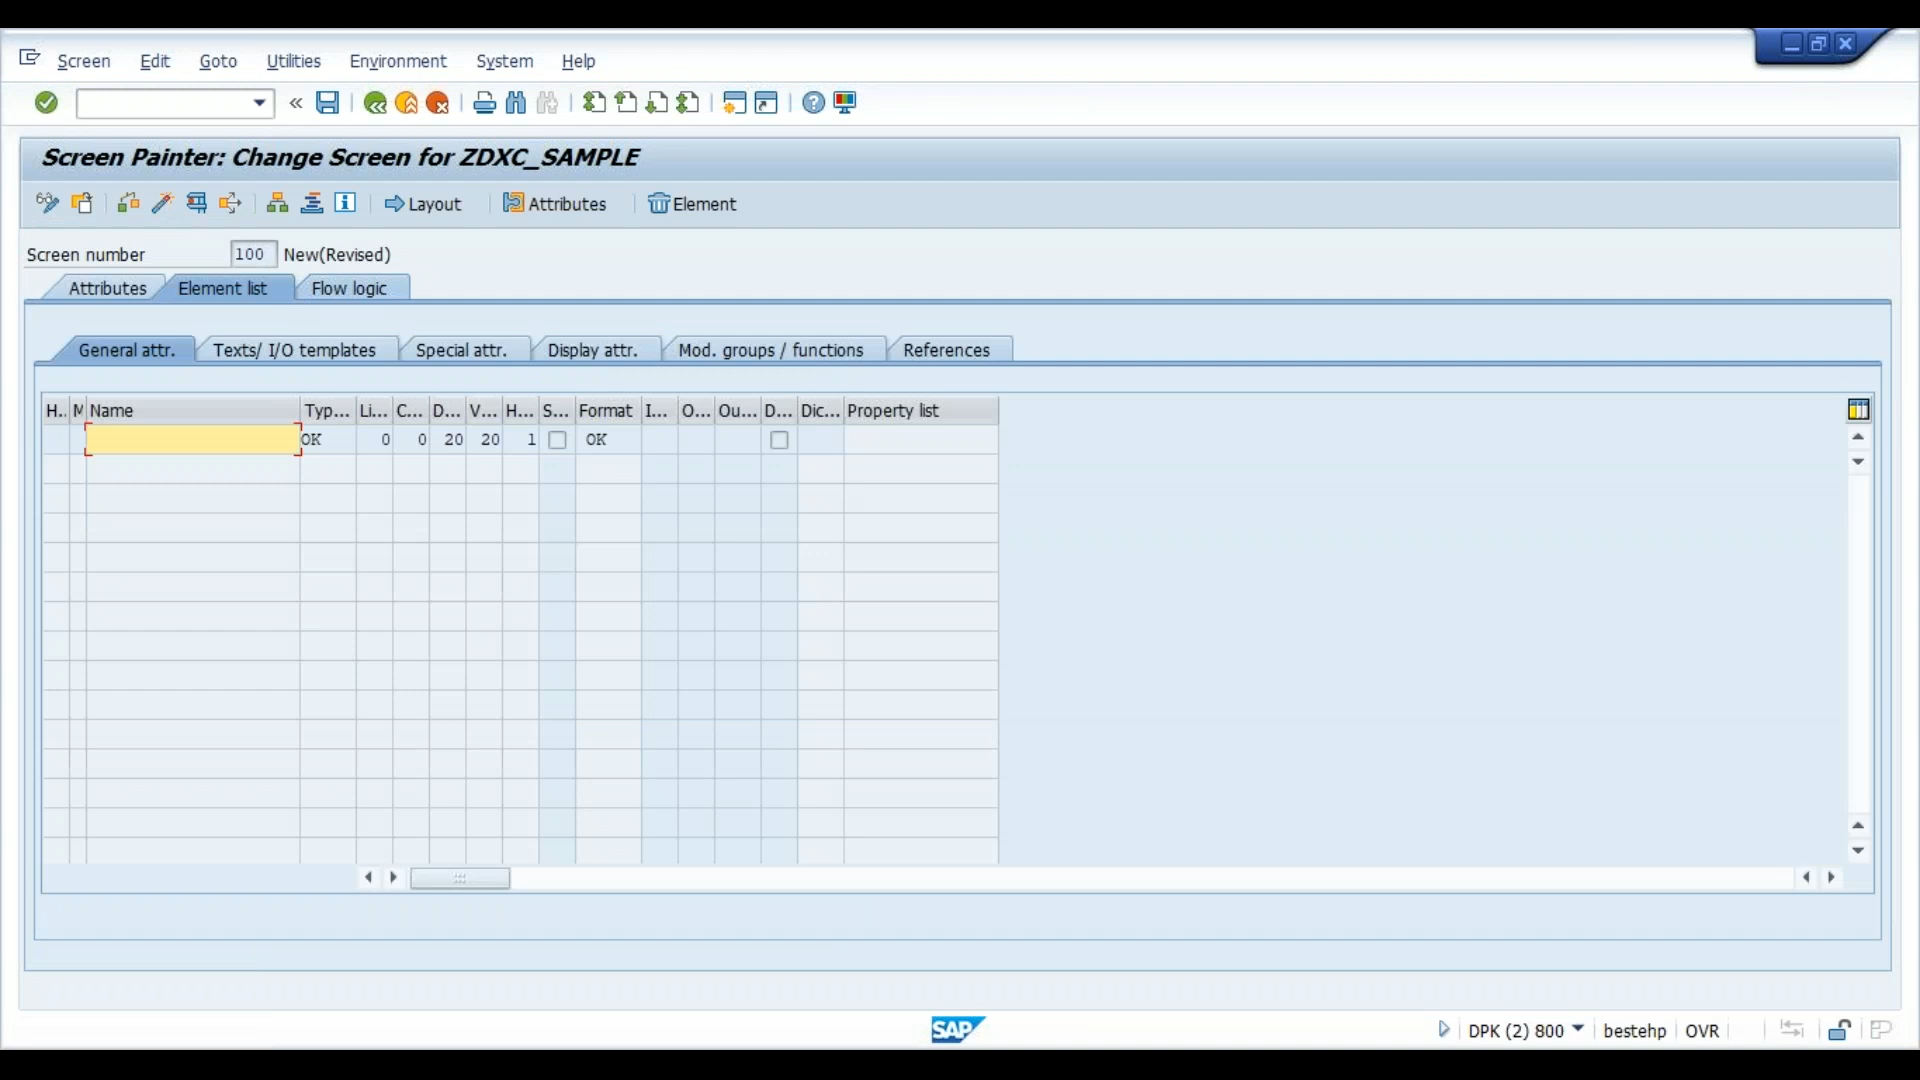 Screen Edit Goto Utilities Environment System Help
Screen Painter: Change Screen for ZDXC_SAMPLE
Layout Attributes Element
Screen number 100 New(Revised)
Attributes Element list Flow logic
General attr. Texts/ I/O templates Special attr. Display attr. Mod. groups / functions References
H.. M Name Typ... Li... C... D... V... H... S... Format I... O... Ou... D... Dic... Property list
OK 0 0 20 20 1 OK
SAP DPK (2) 800 bestehp OVR